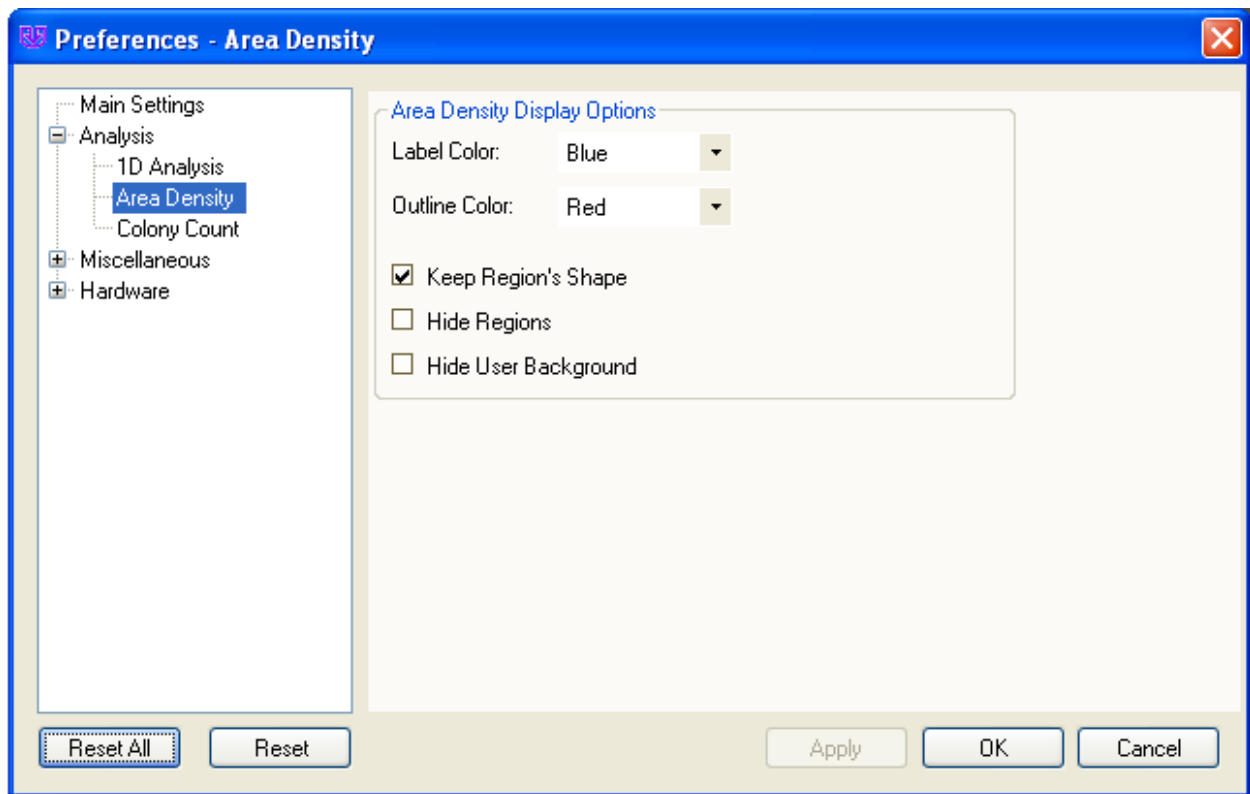 Preferences - Area Density
Main Settings
Analysis
1D Analysis
Area Density
Colony Count
Miscellaneous
Hardware
Area Density Display Options
Label Color: Blue
Outline Color: Red
Keep Region's Shape
Hide Regions
Hide User Background
Reset All Reset Apply OK Cancel